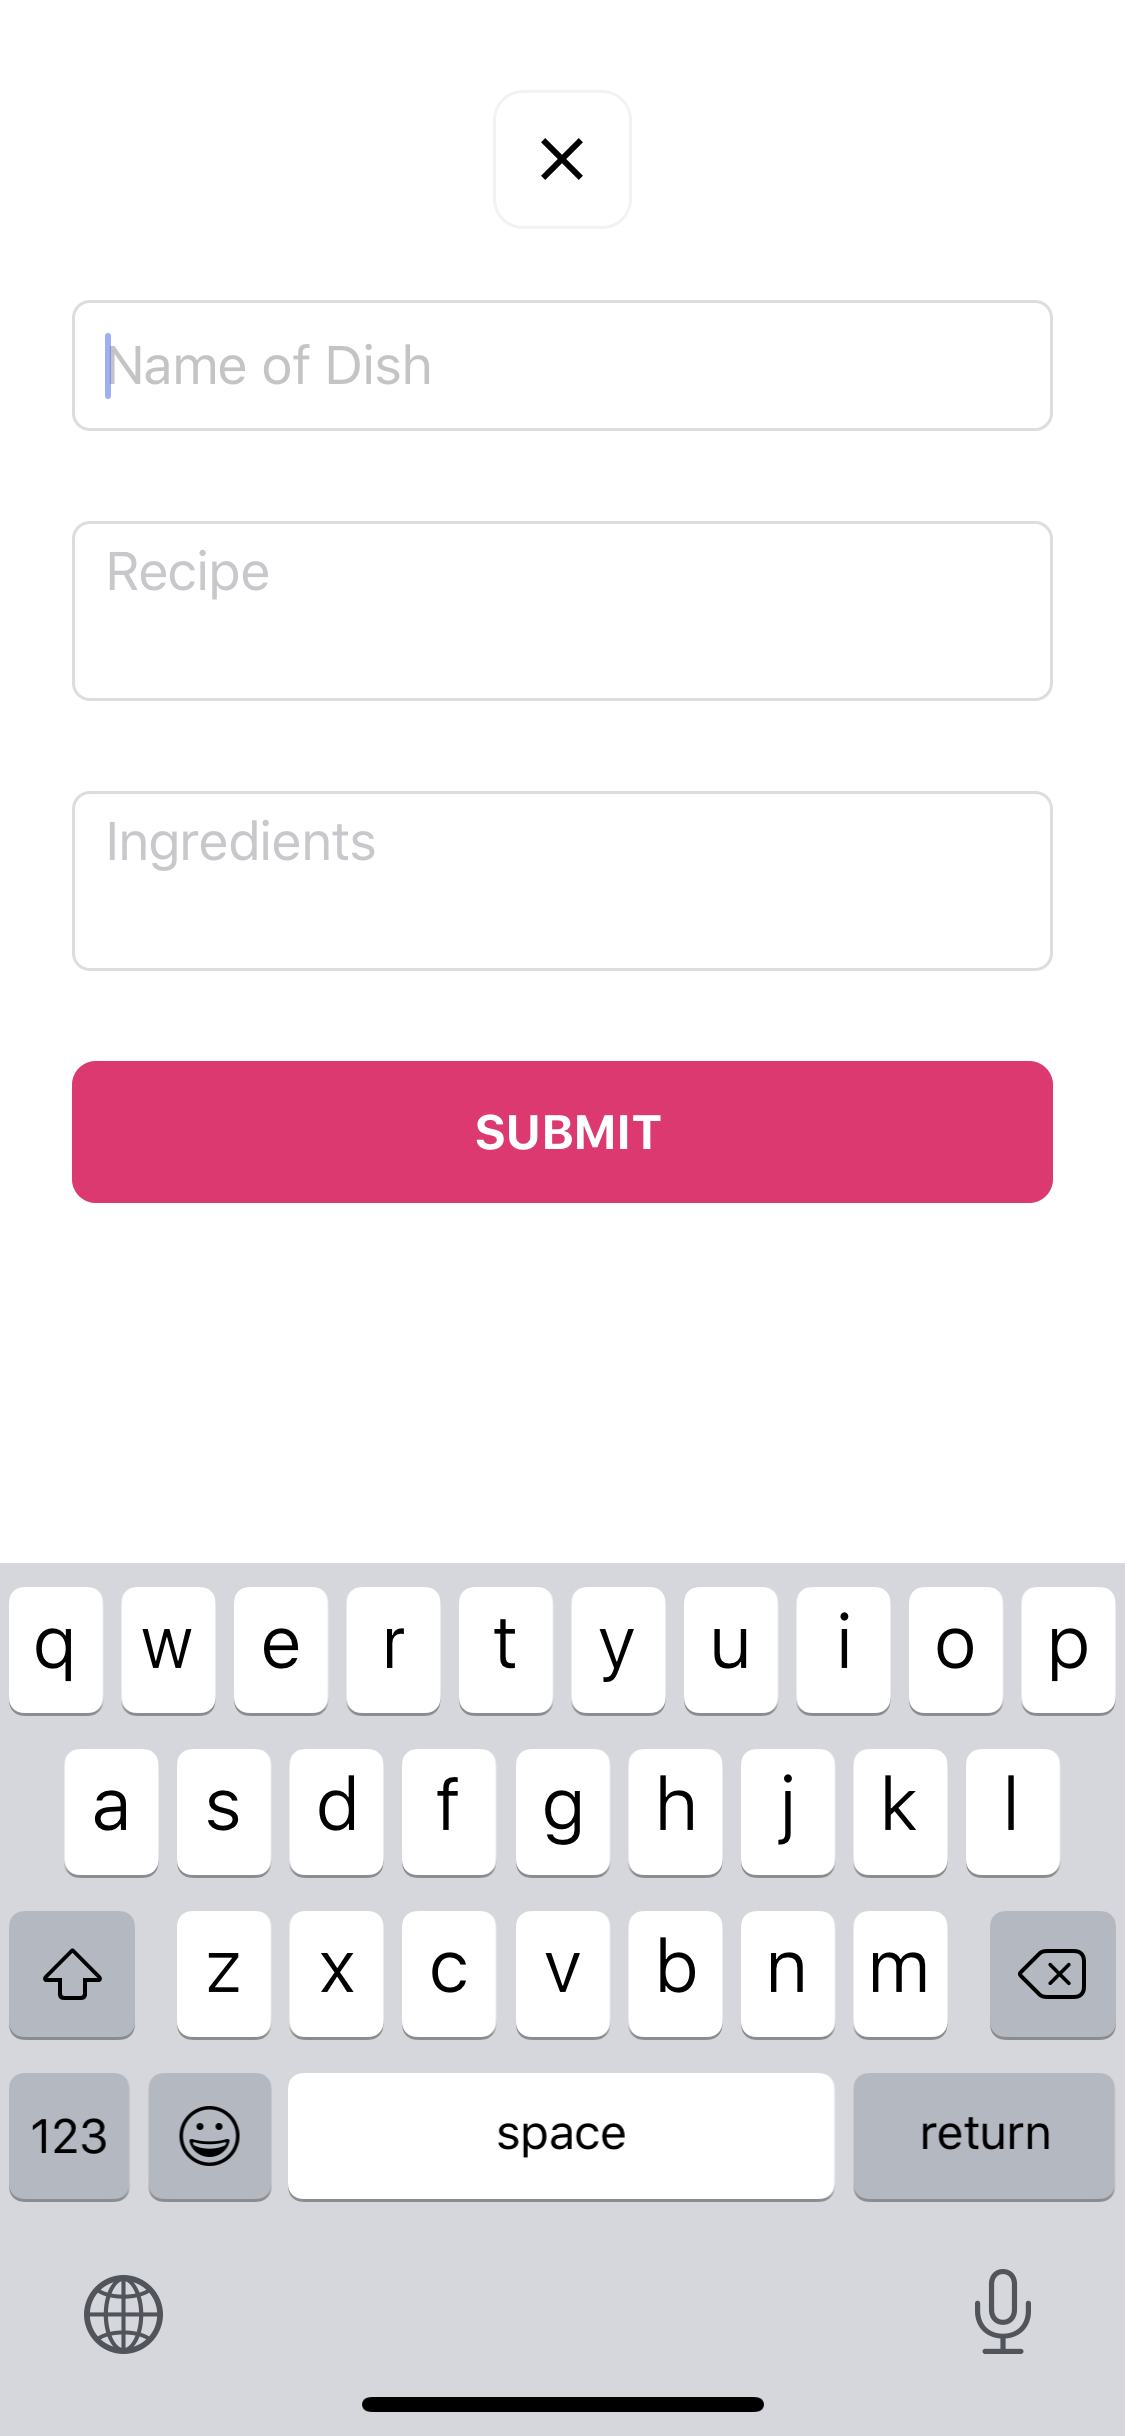 Name of Dish
Recipe
Ingredients
SUBMIT
q w e r t y u i o p
a s d f g h j k l
z x c v b n m
123 space return